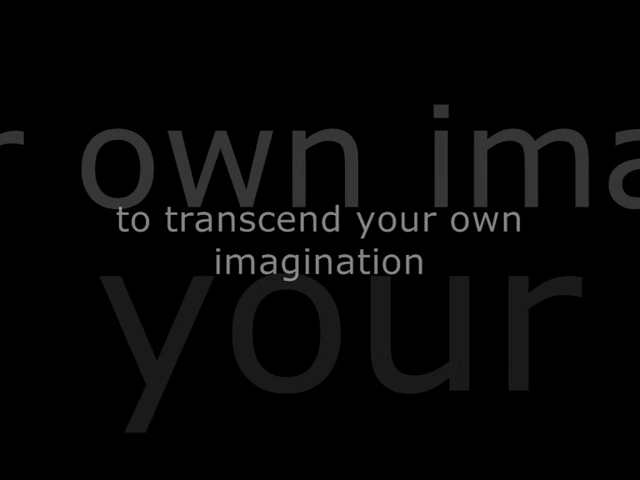 r own ima
to transcend your own
imagination
your